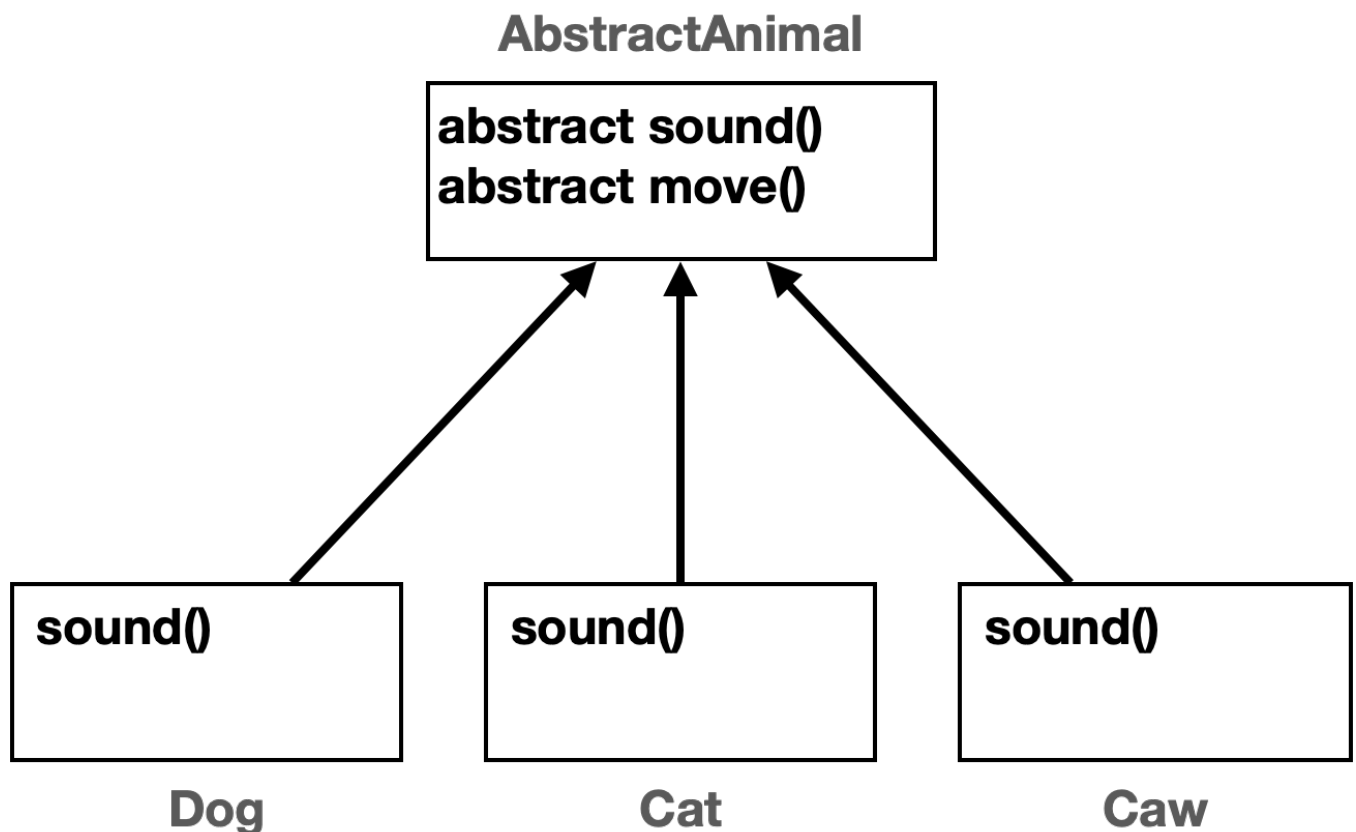 AbstractAnimal
abstract sound()
abstract move()
sound()
sound()
sound()
Dog
Cat
Caw